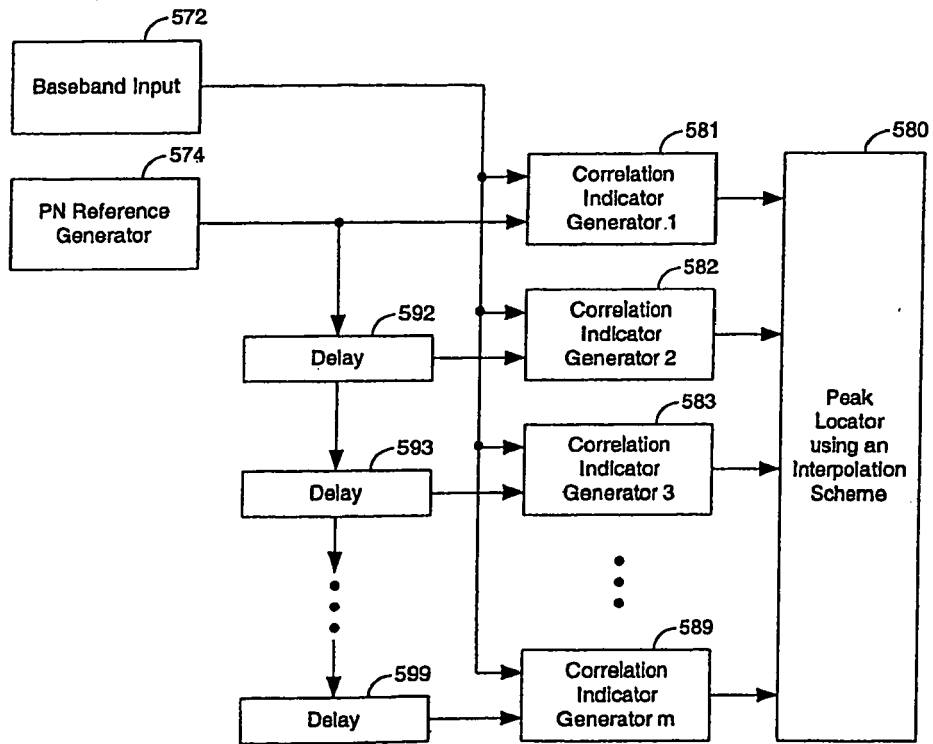 572
Baseband Input
574
PN Reference
Generator
581
Correlation
Indicator
Generator.1
580
582
Correlation
Indicator
Generator 2
592
Delay
583
Correlation
Indicator
Generator 3
593
Delay
Peak
Locator
using an
Interpolation
Scheme
589
Correlation
Indicator
Generator m
599
Delay